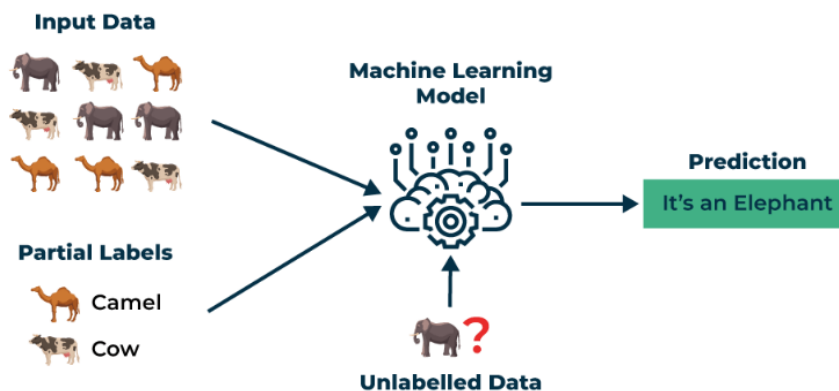 Input Data
Machine Learning
Model
Prediction
It's an Elephant
Partial Labels
Camel
Cow
?
Unlabelled Data